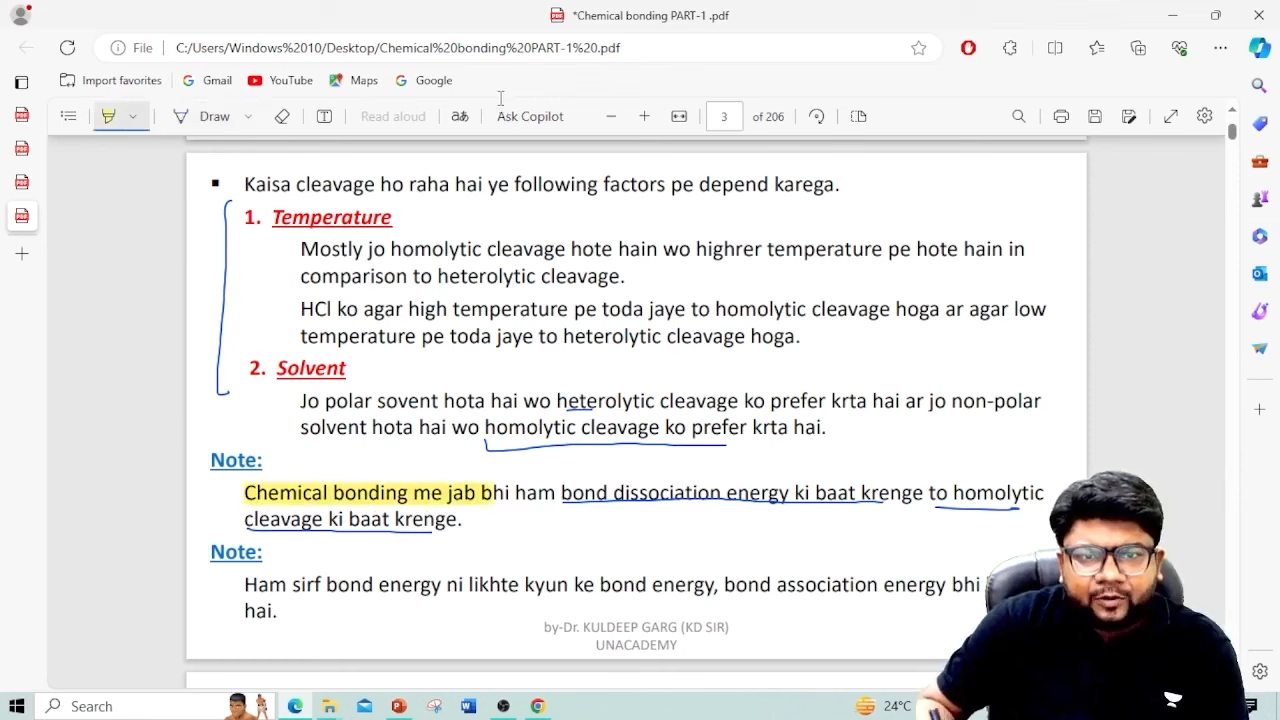 *Chemical bonding PART-1 .pdf
File C:/Users/Windows%2010/Desktop/Chemical%20bonding%20PART-1%20.pdf
Import favorites Gmail YouTube Maps Google
Draw Read aloud aあ Ask Copilot 3 of 206
▪ Kaisa cleavage ho raha hai ye following factors pe depend karega.
1. Temperature
Mostly jo homolytic cleavage hote hain wo highrer temperature pe hote hain in
comparison to heterolytic cleavage.
HCl ko agar high temperature pe toda jaye to homolytic cleavage hoga ar agar low
temperature pe toda jaye to heterolytic cleavage hoga.
2. Solvent
Jo polar sovent hota hai wo heterolytic cleavage ko prefer krta hai ar jo non-polar
solvent hota hai wo homolytic cleavage ko prefer krta hai.
Note:
Chemical bonding me jab bhi ham bond dissociation energy ki baat krenge to homolytic
cleavage ki baat krenge.
Note:
Ham sirf bond energy ni likhte kyun ke bond energy, bond association energy bhi
hai.
by-Dr. KULDEEP GARG (KD SIR)
UNACADEMY
Search 24°C